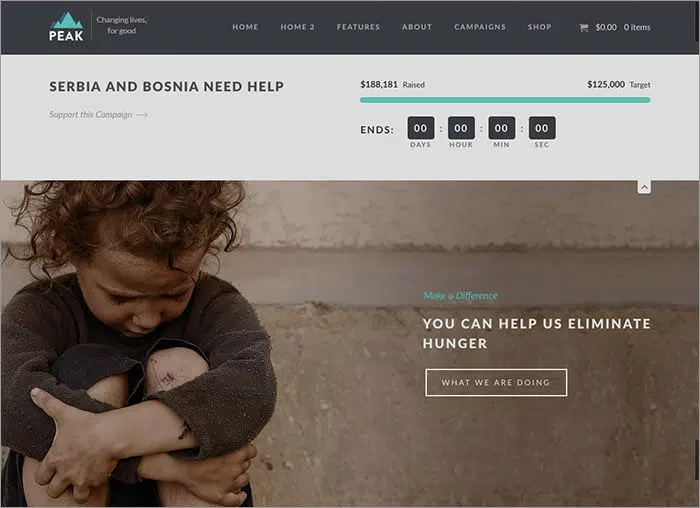 PEAK
Changing lives,
for good
HOME HOME 2 FEATURES ABOUT CAMPAIGNS SHOP $0.00 0 items
SERBIA AND BOSNIA NEED HELP
Support this Campaign
$188,181 Raised $125,000 Target
ENDS: 00 : 00 : 00 : 00
DAYS HOUR MIN SEC
Make a Difference
YOU CAN HELP US ELIMINATE
HUNGER
WHAT WE ARE DOING